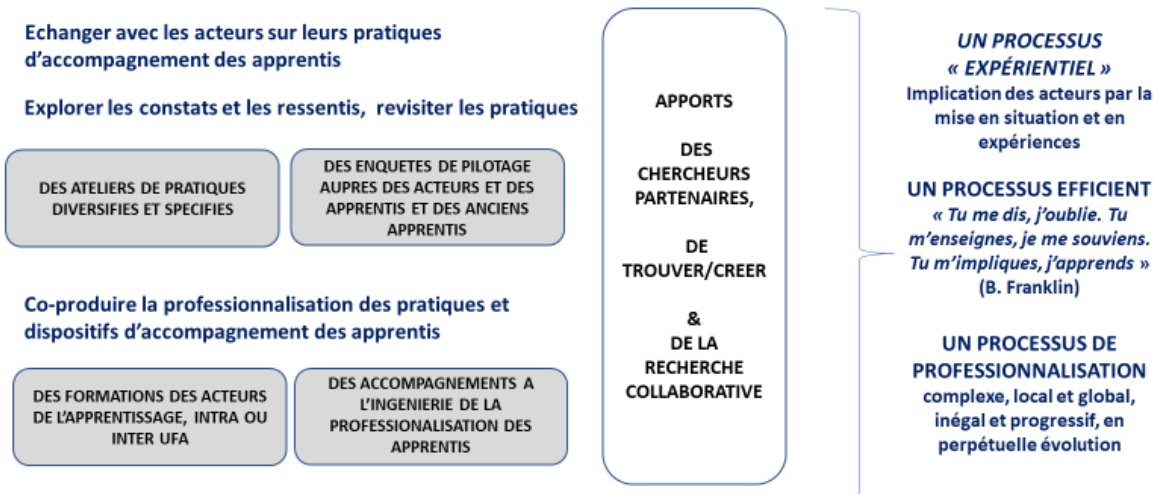 Echanger avec les acteurs sur leurs pratiques
d'accompagnement des apprentis
Explorer les constats et les ressentis, revisiter les pratiques
DES ATELIERS DE PRATIQUES
DIVERSIFIES ET SPECIFIES
DES ENQUETES DE PILOTAGE
AUPRES DES ACTEURS ET DES
APPRENTIS ET DES ANCIENS
APPRENTIS
Co-produire la professionnalisation des pratiques et
dispositifs d'accompagnement des apprentis
DES FORMATIONS DES ACTEURS
DE L'APPRENTISSAGE, INTRA OU
INTER UFA
DES ACCOMPAGNEMENTS A
L'INGENIERIE DE LA
PROFESSIONALISATION DES
APPRENTIS
APPORTS
DES
CHERCHEURS
PARTENAIRES,
DE
TROUVER/CREER
&
DE LA
RECHERCHE
COLLABORATIVE
UN PROCESSUS
« EXPÉRIENTIEL »
Implication des acteurs par la
mise en situation et en
expériences
UN PROCESSUS EFFICIENT
« Tu me dis, j'oublie. Tu
m'enseignes, je me souviens.
Tu m'impliques, j'apprends »
(B. Franklin)
UN PROCESSUS DE
PROFESSIONNALISATION
complexe, local et global,
inégal et progressif, en
perpétuelle évolution